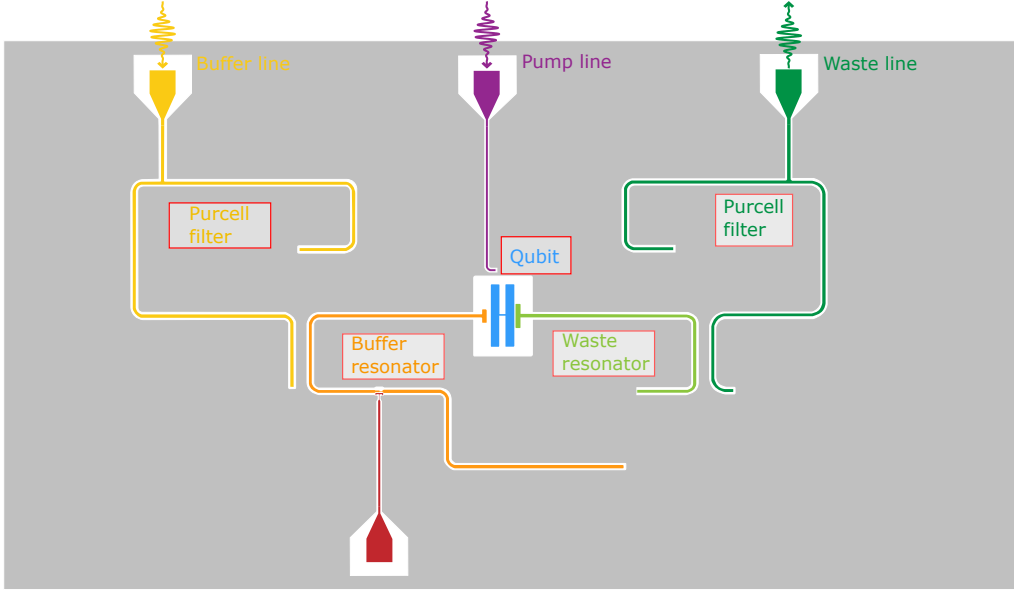 Buffer line
Pump line
Waste line
Purcell
filter
Purcell
filter
Qubit
Buffer
resonator
Waste
resonator